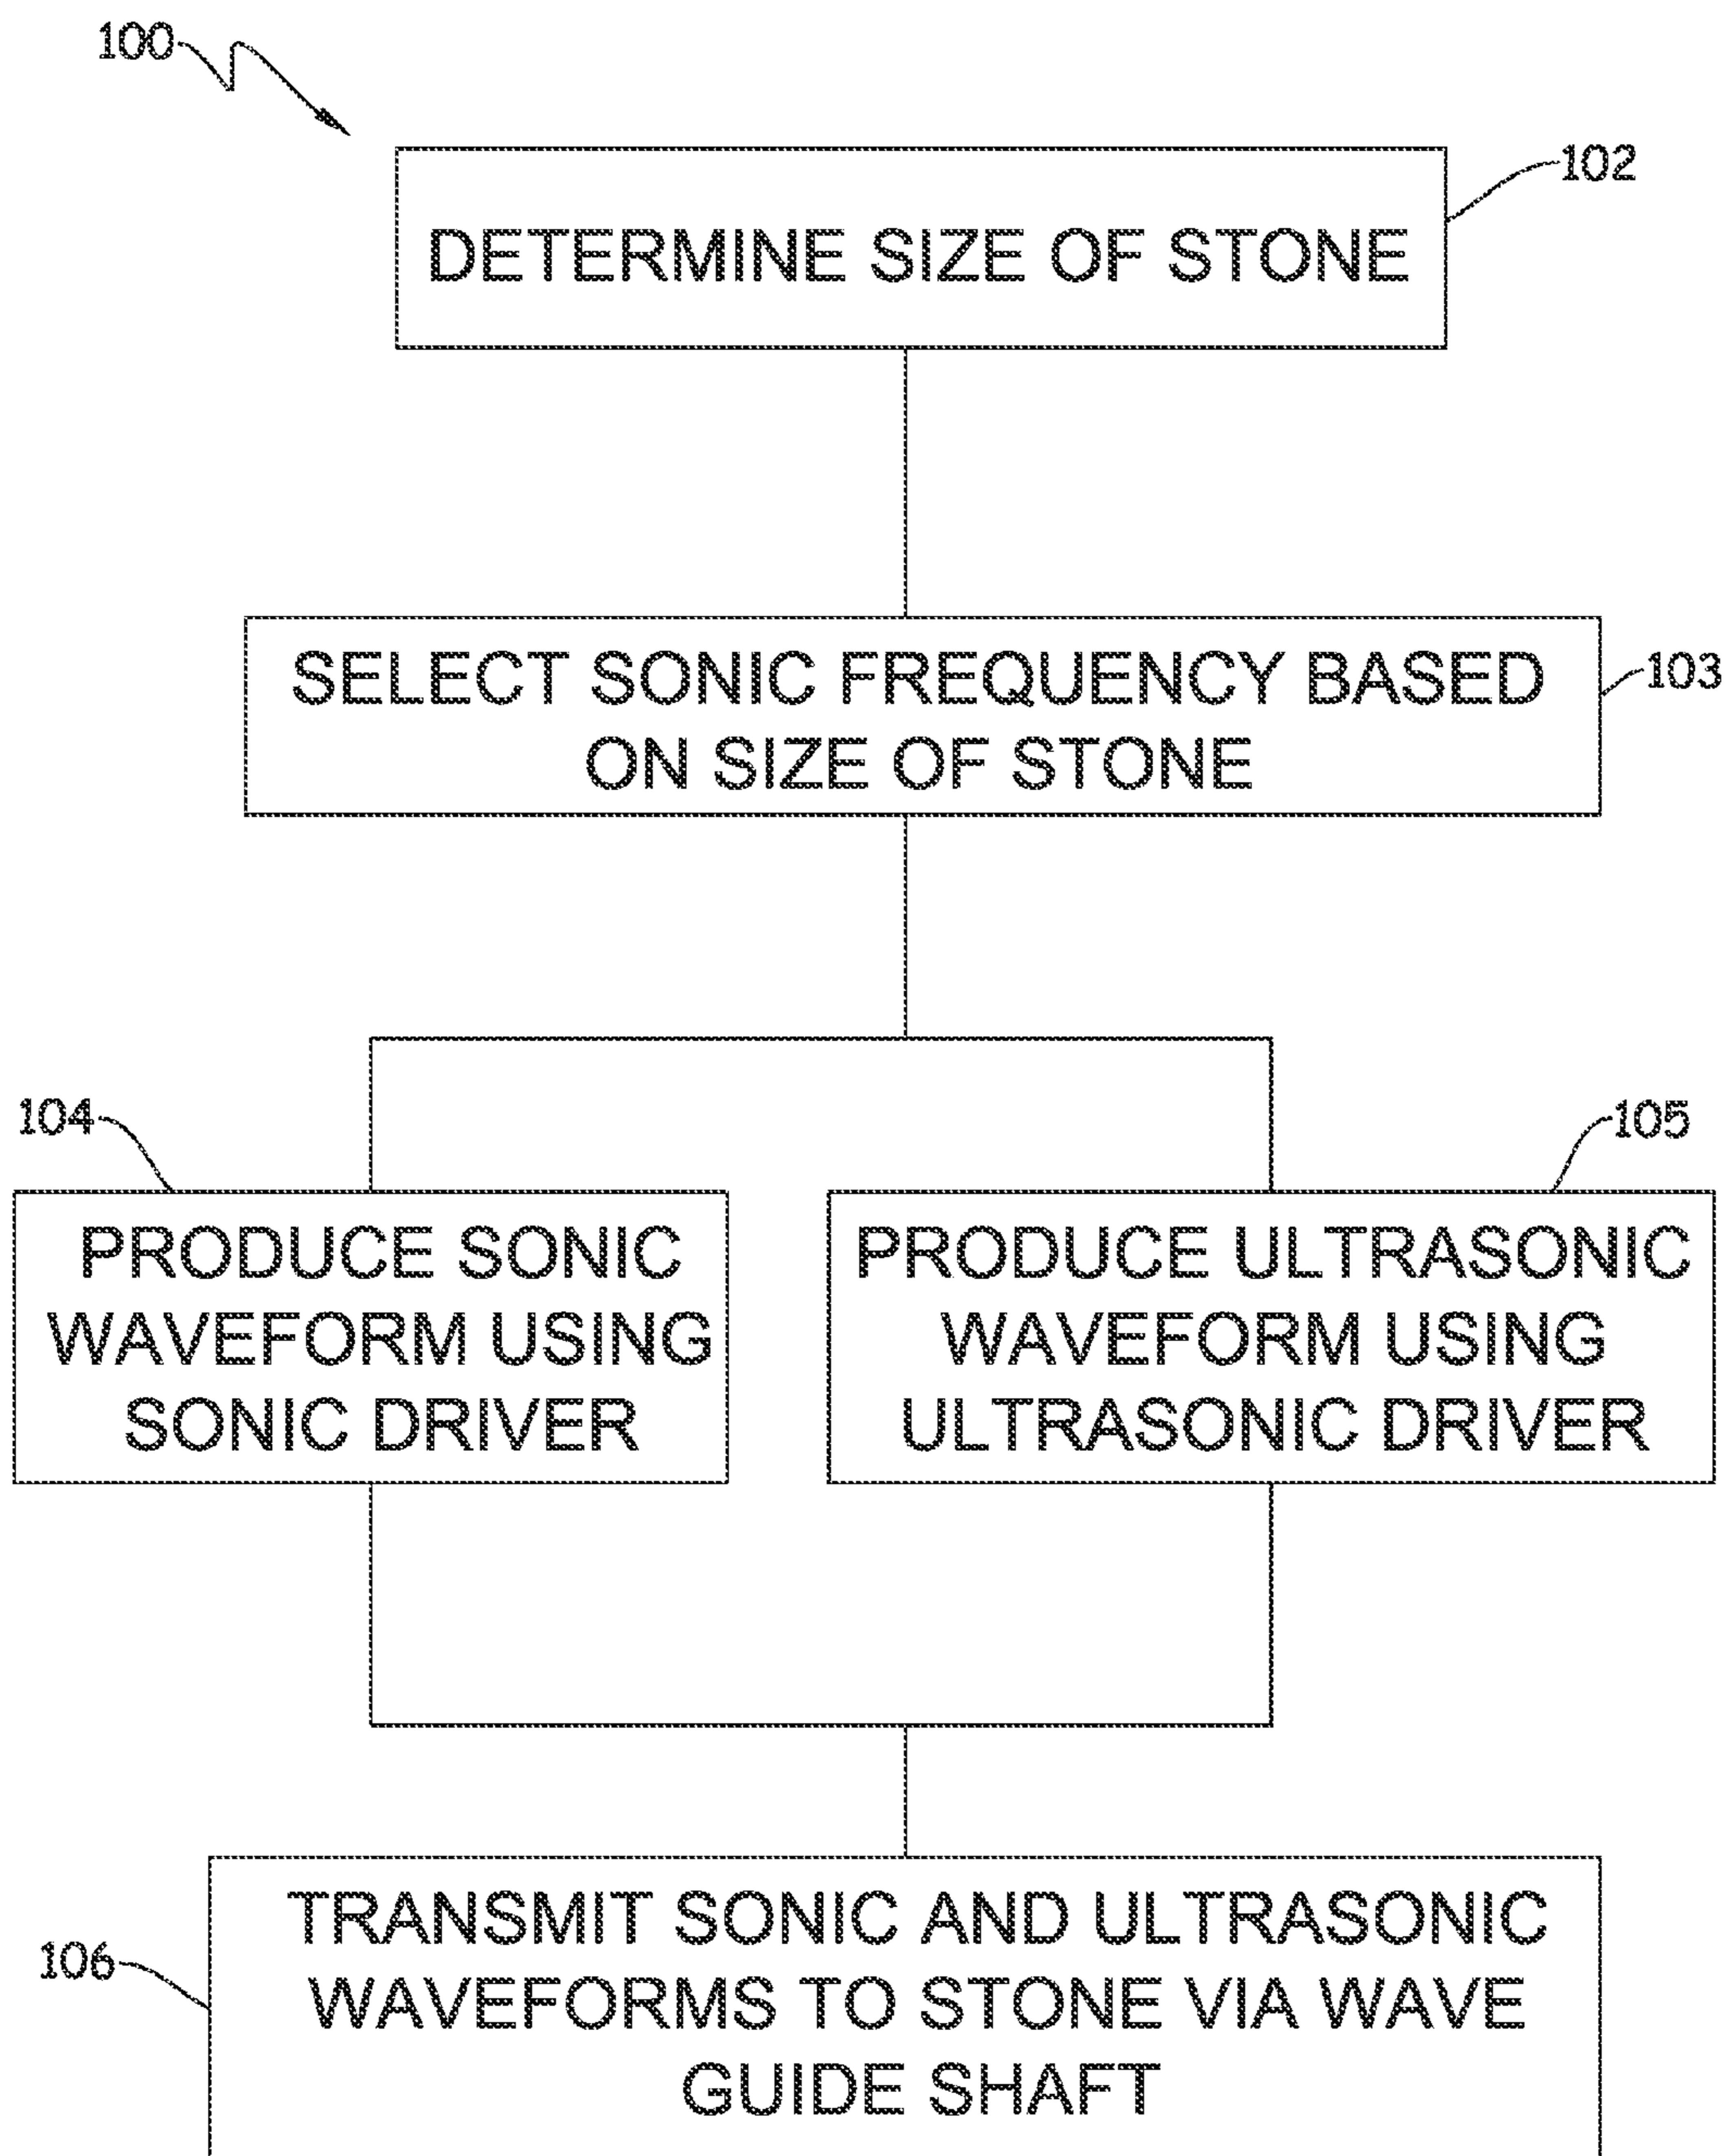 100
102
DETERMINE SIZE OF STONE
103
SELECT SONIC FREQUENCY BASED
ON SIZE OF STONE
104
PRODUCE SONIC
WAVEFORM USING
SONIC DRIVER
105
PRODUCE ULTRASONIC
WAVEFORM USING
ULTRASONIC DRIVER
106
TRANSMIT SONIC AND ULTRASONIC
WAVEFORMS TO STONE VIA WAVE
GUIDE SHAFT